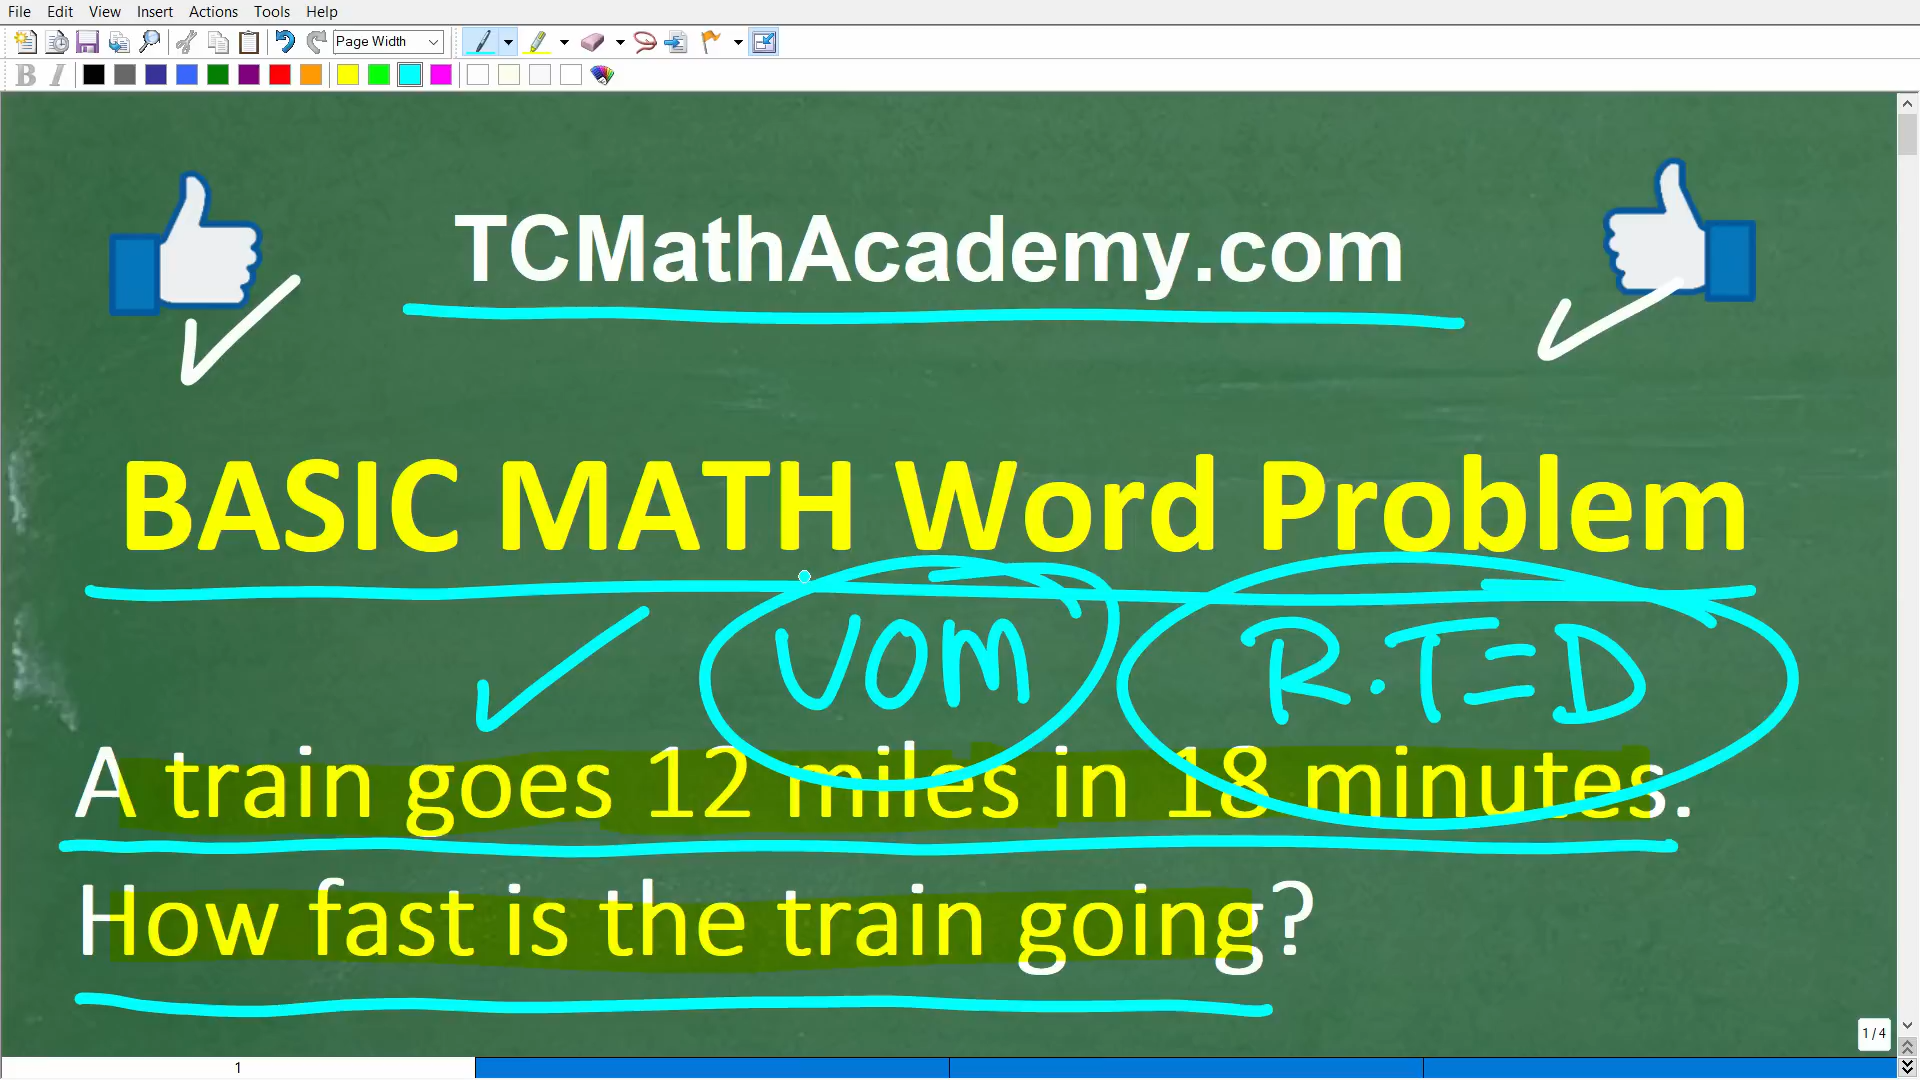 File Edit View Insert Actions Tools Help
Page Width
B I
TCMathAcademy.com
BASIC MATH Word Problem
UOM R.T=D
A train goes 12 miles in 18 minutes.
How fast is the train going?
1 / 4
1